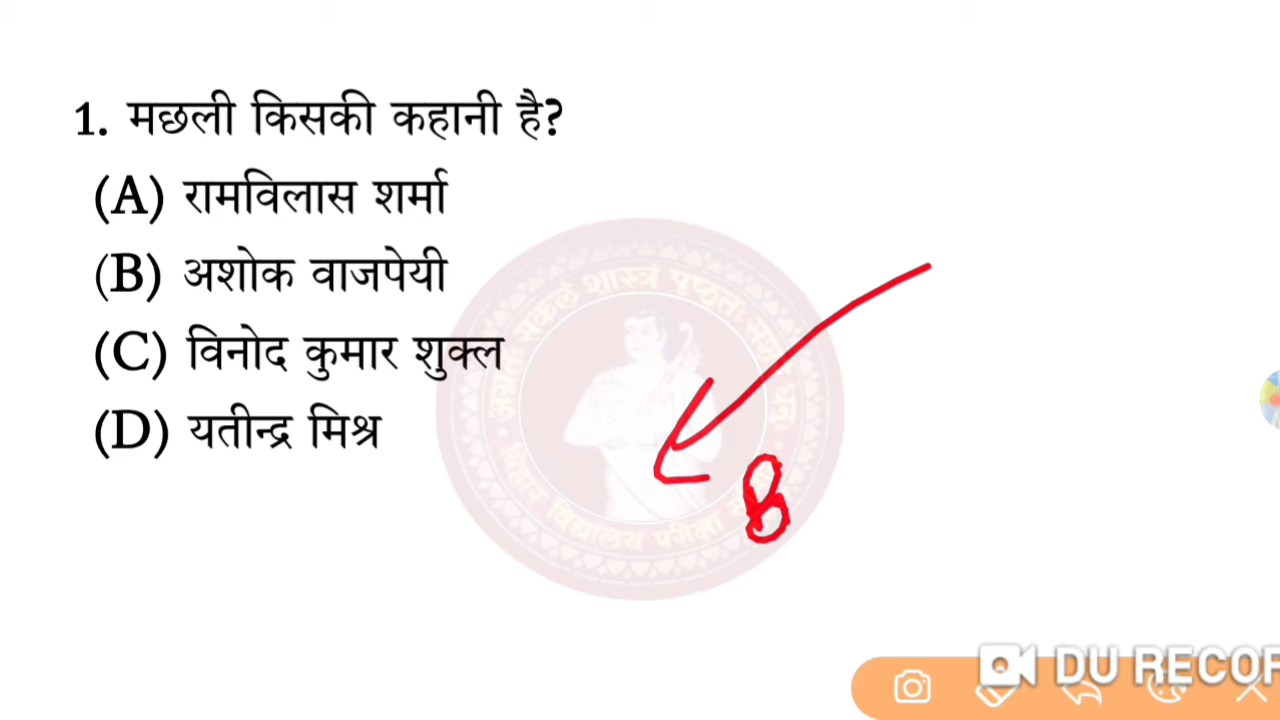 1. मछली किसकी कहानी है?
(A) रामविलास शर्मा
(B) अशोक वाजपेयी
(C) विनोद कुमार शुक्ल
(D) यतीन्द्र मिश्र
B
DU RECOR